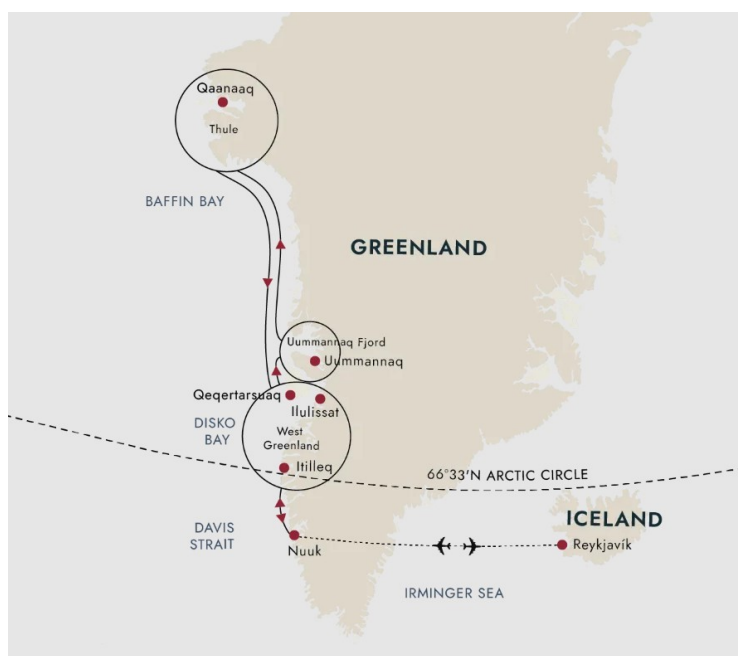 Qaanaaq
Thule
BAFFIN BAY
GREENLAND
Uummannaq Fjord
Uummannaq
Qeqertarsuaq
Ilulissat
DISKO
BAY
West
Greenland
Itilleq
66°33'N ARCTIC CIRCLE
ICELAND
DAVIS
STRAIT
Nuuk
Reykjavík
IRMINGER SEA